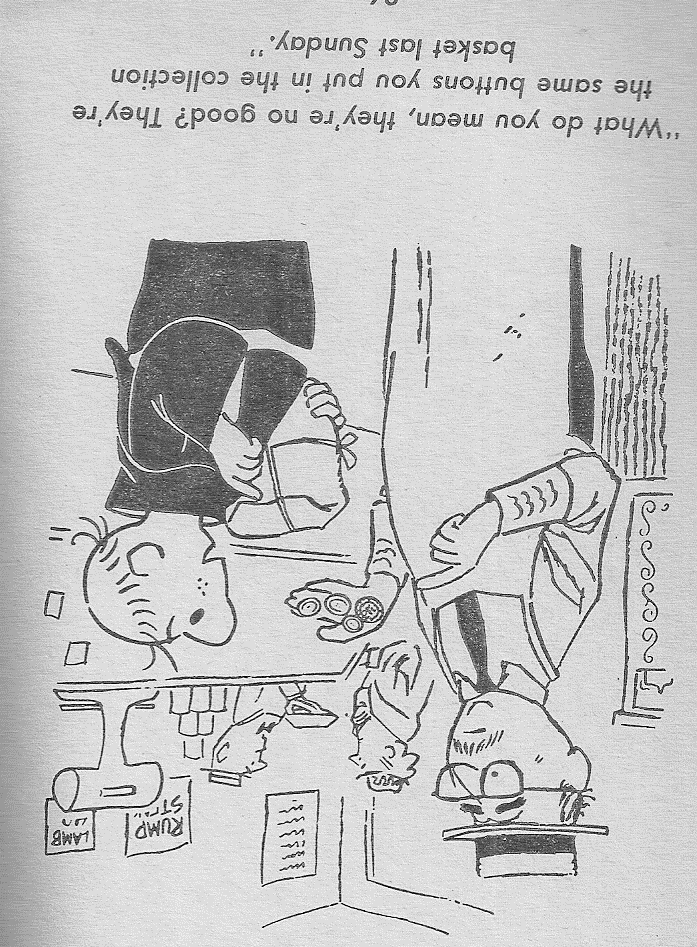 "What do you mean, they're no good? They're
the same buttons you put in the collection
basket last Sunday."
RUMP
LAMB